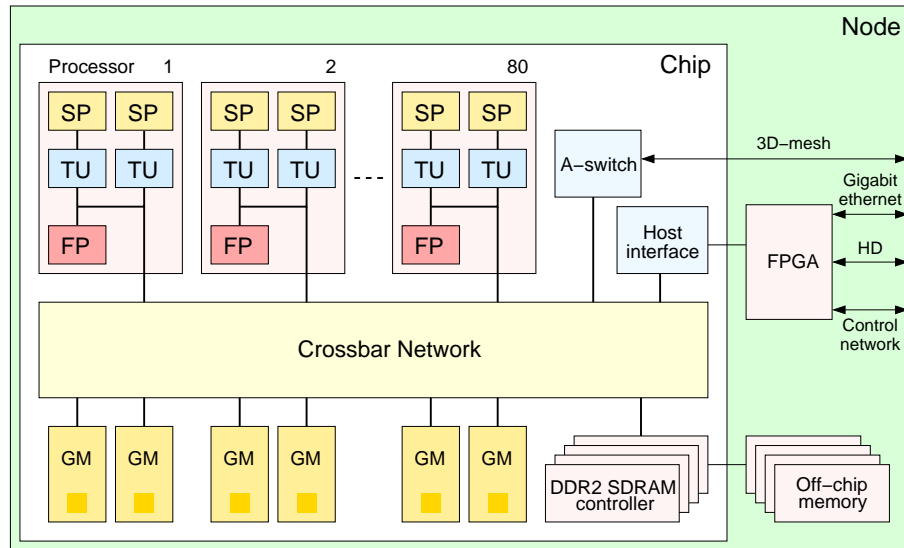 Node
Chip
Processor 1 2 80
SP SP SP SP SP SP
TU TU TU TU TU TU
FP FP FP
A-switch
3D-mesh
Host
interface
FPGA
Gigabit
ethernet
HD
Control
network
Crossbar Network
GM GM GM GM GM GM
DDR2 SDRAM
controller
Off-chip
memory